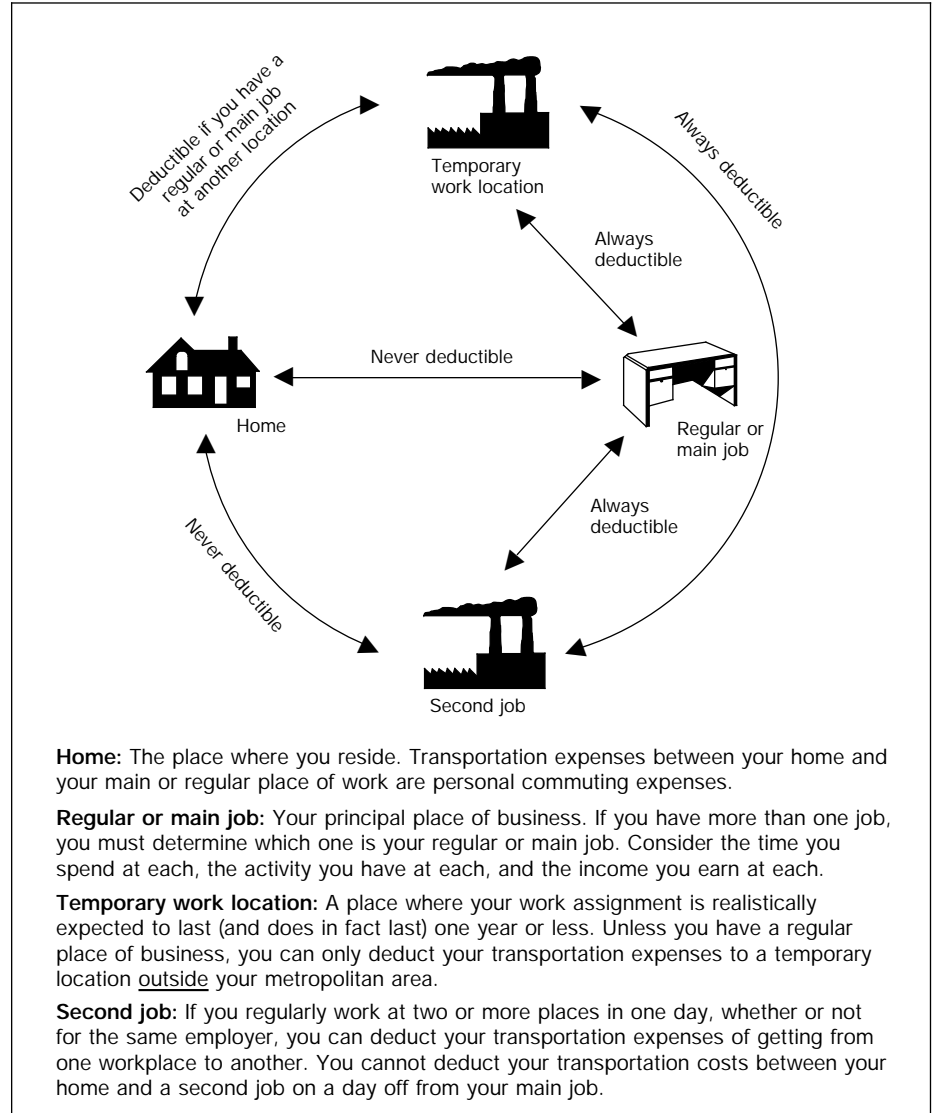 Deductible if you have a
regular or main job
at another location
Temporary
work location
Always deductible
Always
deductible
Never deductible
Home
Regular or
main job
Always
deductible
Never deductible
Second job
Home: The place where you reside. Transportation expenses between your home and
your main or regular place of work are personal commuting expenses.
Regular or main job: Your principal place of business. If you have more than one job,
you must determine which one is your regular or main job. Consider the time you
spend at each, the activity you have at each, and the income you earn at each.
Temporary work location: A place where your work assignment is realistically
expected to last (and does in fact last) one year or less. Unless you have a regular
place of business, you can only deduct your transportation expenses to a temporary
location outside your metropolitan area.
Second job: If you regularly work at two or more places in one day, whether or not
for the same employer, you can deduct your transportation expenses of getting from
one workplace to another. You cannot deduct your transportation costs between your
home and a second job on a day off from your main job.